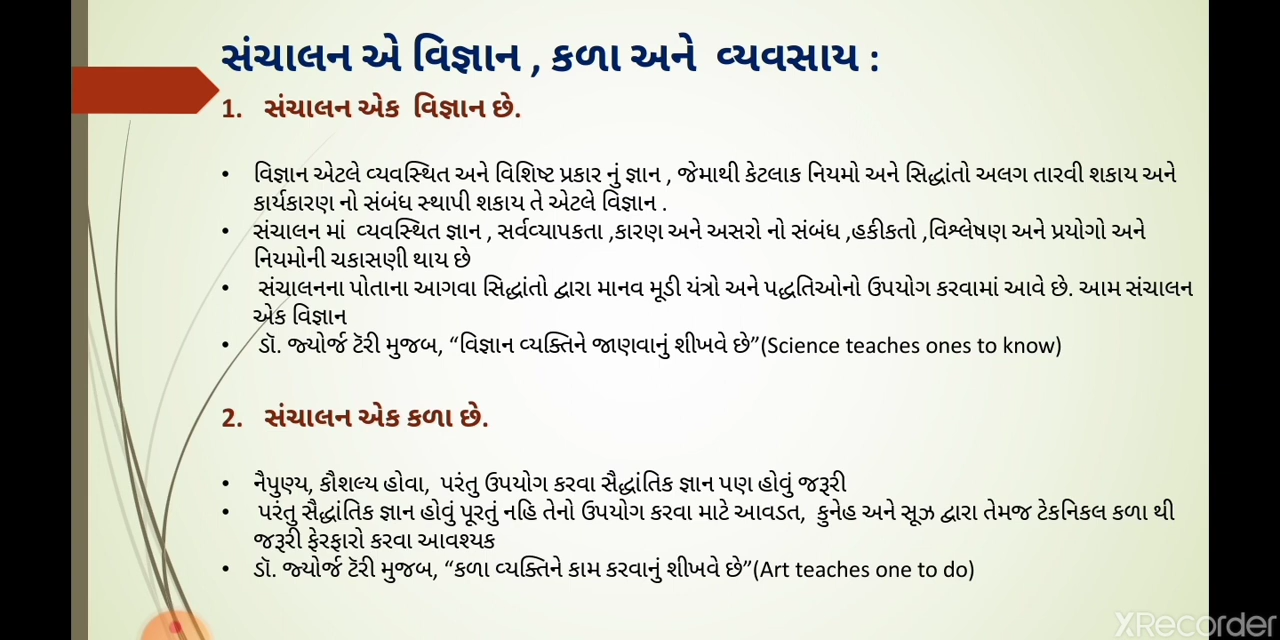 સંચાલન એ વિજ્ઞાન , કળા અને  વ્યવસાય :
1. સંચાલન એક  વિજ્ઞાન છે.
• વિજ્ઞાન એટલે વ્યવસ્થિત અને વિશિષ્ટ પ્રકાર નું જ્ઞાન , જેમાથી કેટલાક નિયમો અને સિદ્ધાંતો અલગ તારવી શકાય અને
કાર્યકારણ નો સંબંધ સ્થાપી શકાય તે એટલે વિજ્ઞાન .
• સંચાલન માં  વ્યવસ્થિત જ્ઞાન , સર્વવ્યાપકતા ,કારણ અને અસરો નો સંબંધ ,હકીકતો ,વિશ્લેષણ અને પ્રયોગો અને
નિયમોની ચકાસણી થાય છે
• સંચાલનના પોતાના આગવા સિદ્ધાંતો દ્વારા માનવ મૂડી યંત્રો અને પદ્ધતિઓનો ઉપયોગ કરવામાં આવે છે. આમ સંચાલન
એક વિજ્ઞાન
• ડૉ. જ્યોર્જ ટૅરી મુજબ, “વિજ્ઞાન વ્યક્તિને જાણવાનું શીખવે છે”(Science teaches ones to know)
2. સંચાલન એક કળા છે.
• નૈપુણ્ય, કૌશલ્ય હોવા,  પરંતુ ઉપયોગ કરવા સૈદ્ધાંતિક જ્ઞાન પણ હોવું જરૂરી
• પરંતુ સૈદ્ધાંતિક જ્ઞાન હોવું પૂરતું નહિ તેનો ઉપયોગ કરવા માટે આવડત,  કુનેહ અને સૂઝ દ્વારા તેમજ ટેકનિકલ કળા થી
જરૂરી ફેરફારો કરવા આવશ્યક
• ડૉ. જ્યોર્જ ટૅરી મુજબ, “કળા વ્યક્તિને કામ કરવાનું શીખવે છે”(Art teaches one to do)
XRecorder